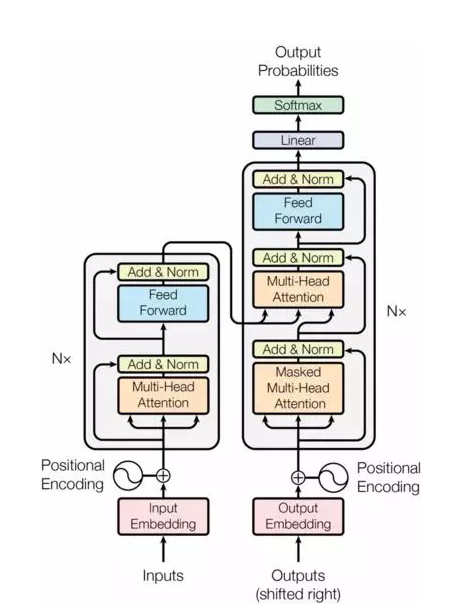 Output
Probabilities
Softmax
Linear
Add & Norm
Feed
Forward
Add & Norm
Multi-Head
Attention
Add & Norm
Masked
Multi-Head
Attention
Nx
Add & Norm
Feed
Forward
Add & Norm
Multi-Head
Attention
Nx
Positional
Encoding
Positional
Encoding
Input
Embedding
Output
Embedding
Inputs
Outputs
(shifted right)